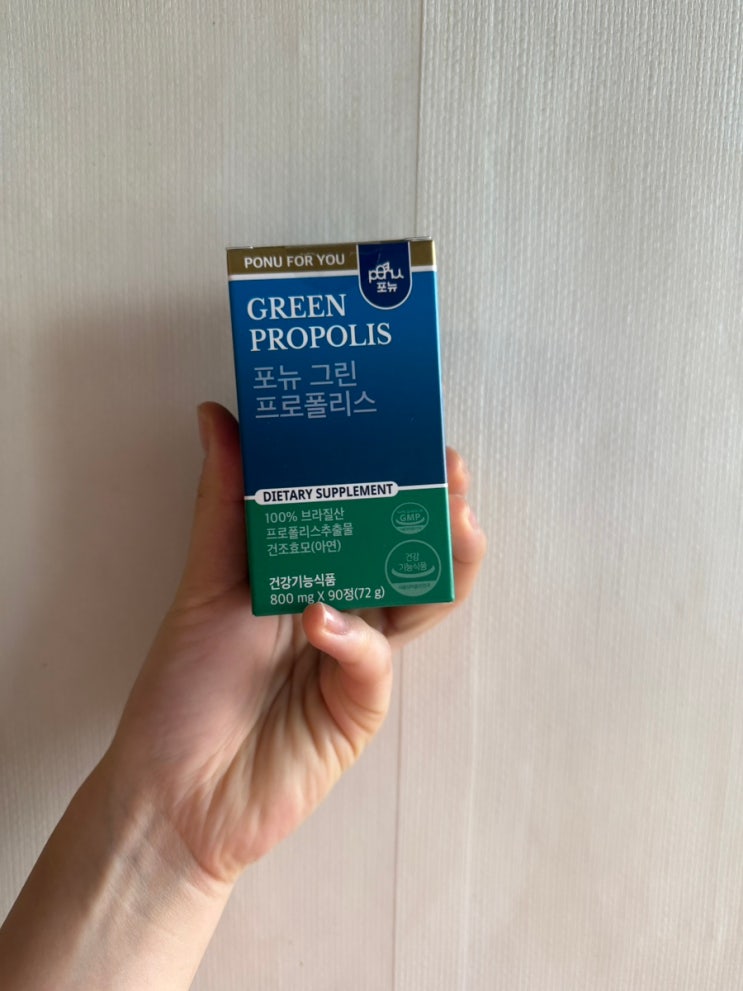 PONU FOR YOU
ponu
포뉴
GREEN
PROPOLIS
포뉴 그린
프로폴리스
DIETARY SUPPLEMENT
100% 브라질산
프로폴리스추출물
건조효모(아연)
GMP
건강
기능식품
건강기능식품
800 mg X 90정(72 g)